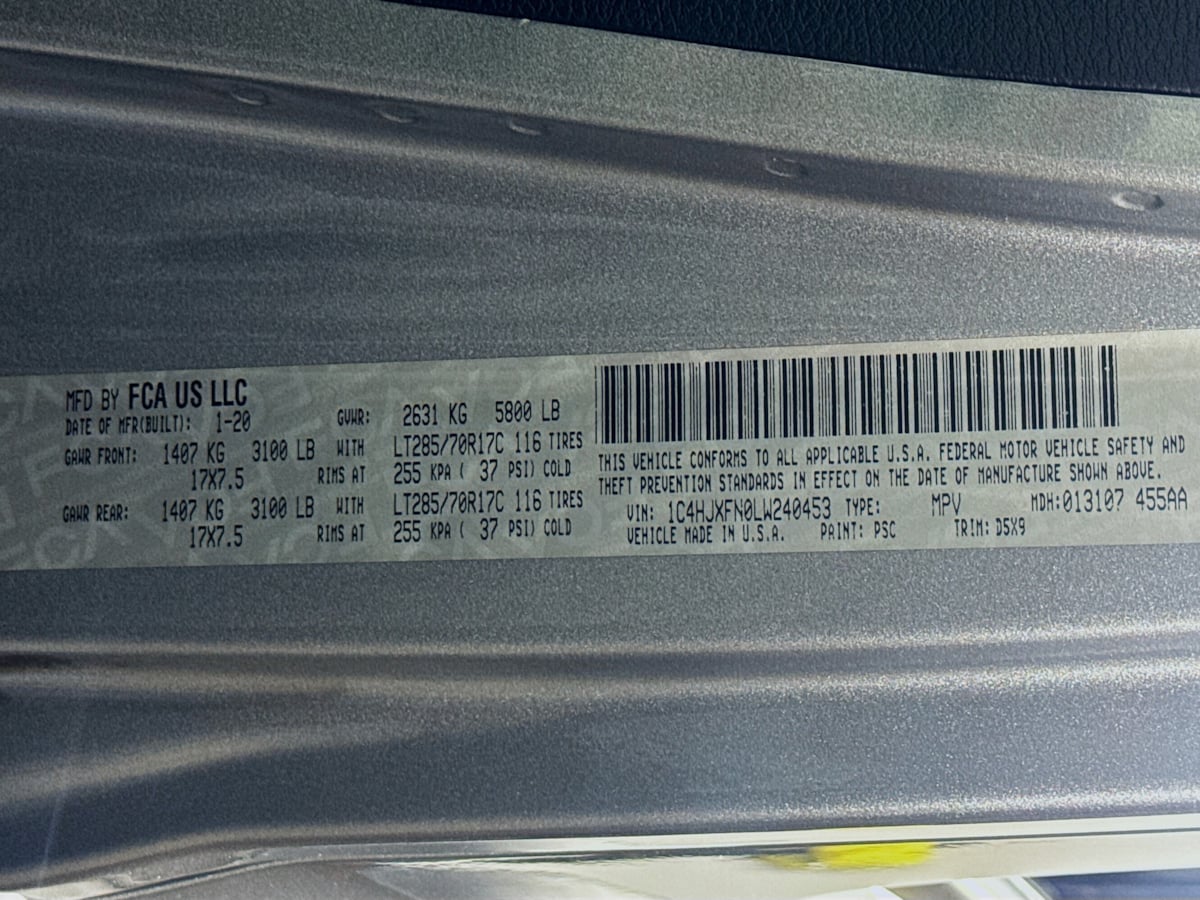 MFD BY FCA US LLC
DATE OF MFR(BUILT): 1-20 GVWR: 2631 KG 5800 LB
GAWR FRONT: 1407 KG 3100 LB WITH LT285/70R17C 116 TIRES
17X7.5 RIMS AT 255 KPA ( 37 PSI) COLD
GAWR REAR: 1407 KG 3100 LB WITH LT285/70R17C 116 TIRES
17X7.5 RIMS AT 255 KPA ( 37 PSI) COLD
THIS VEHICLE CONFORMS TO ALL APPLICABLE U.S.A. FEDERAL MOTOR VEHICLE SAFETY AND
THEFT PREVENTION STANDARDS IN EFFECT ON THE DATE OF MANUFACTURE SHOWN ABOVE.
VIN: 1C4HJXFN0LW240453 TYPE: MPV MDH:013107 455AA
VEHICLE MADE IN U.S.A. PAINT: PSC TRIM: D5X9